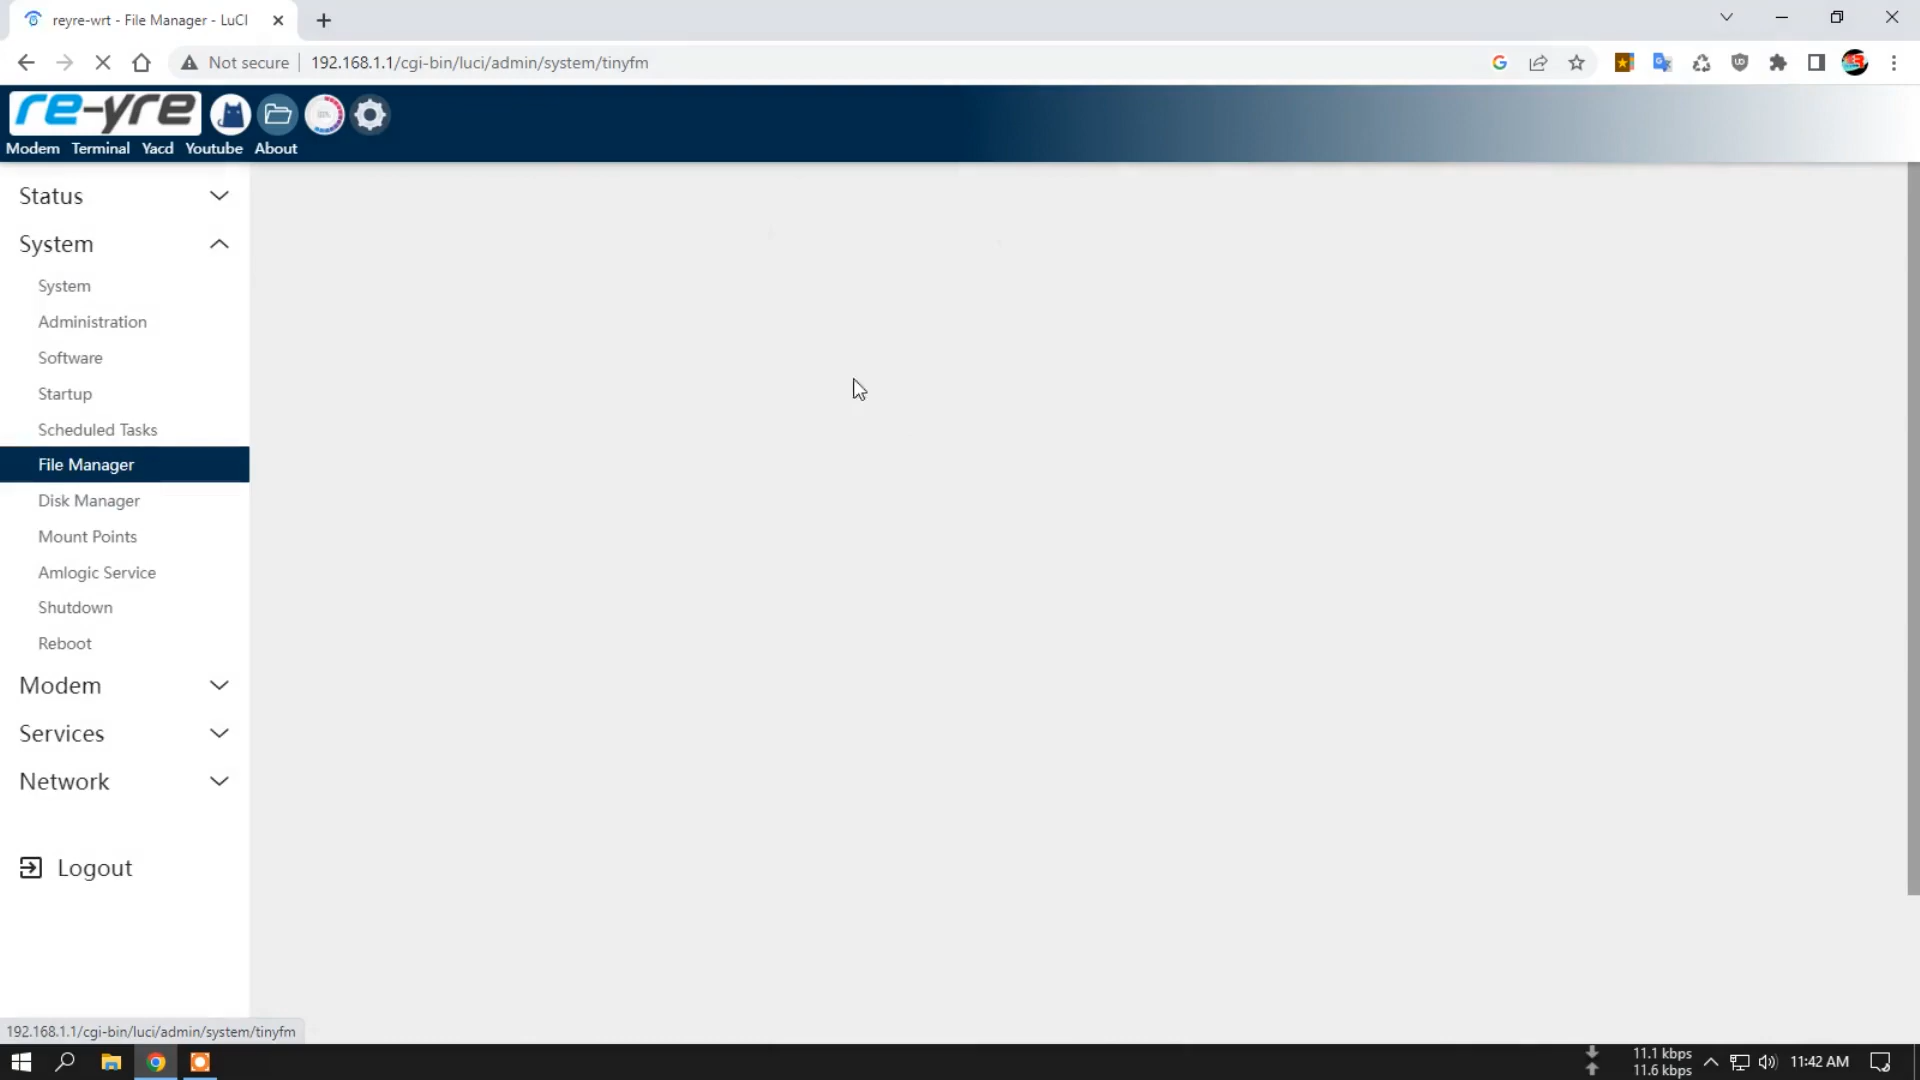 reyre-wrt - File Manager - LuCI
Not secure
192.168.1.1/cgi-bin/luci/admin/system/tinyfm
re-yre
Modem Terminal Yacd Youtube About
Status
System
System
Administration
Software
Startup
Scheduled Tasks
File Manager
Disk Manager
Mount Points
Amlogic Service
Shutdown
Reboot
Modem
Services
Network
Logout
192.168.1.1/cgi-bin/luci/admin/system/tinyfm
11.1 kbps
11.6 kbps
11:42 AM